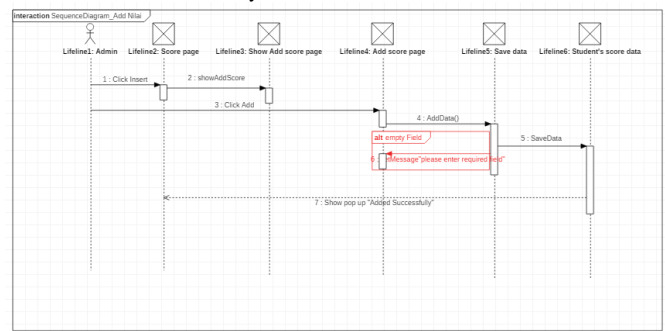 interaction SequenceDiagram_Add Nilai
Lifeline1: Admin
Lifeline2: Score page
Lifeline3: Show Add score page
Lifeline4: Add score page
Lifeline5: Save data
Lifeline6: Student's score data
1 : Click Insert
2 : showAddScore
3 : Click Add
4 : AddData()
alt empty Field
5 : SaveData
6 : "please enter required field"
7 : Show pop up "Added Successfully"